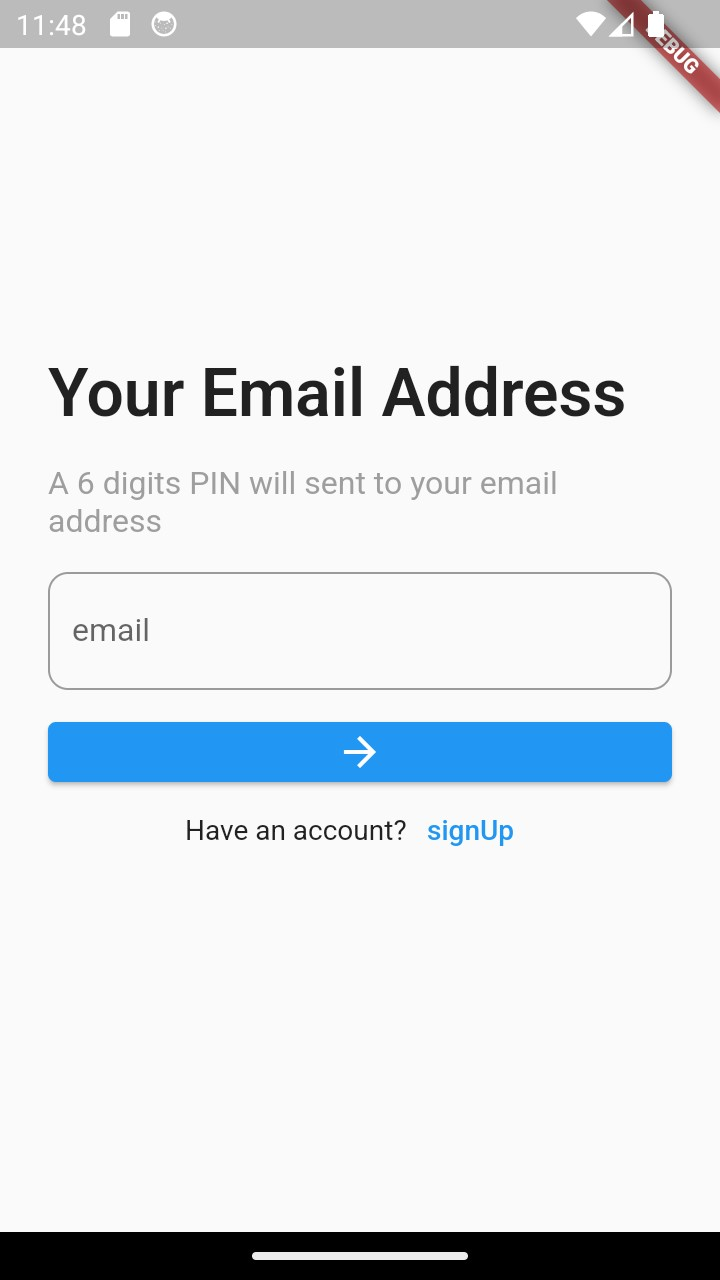 11:48
EBUG
Your Email Address
A 6 digits PIN will sent to your email
address
email
Have an account? signUp